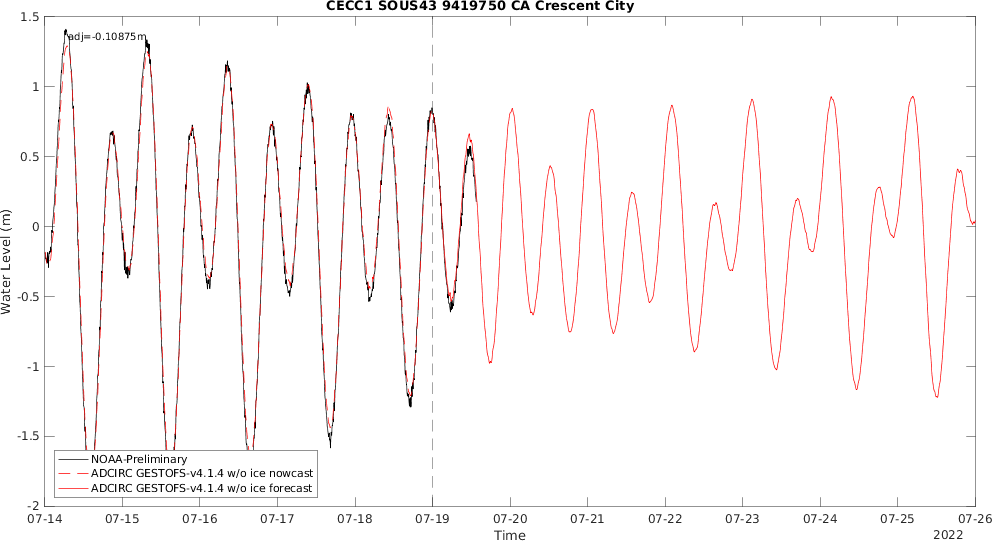 CECC1 SOUS43 9419750 CA Crescent City
adj=-0.10875m
Water Level (m)
1.5
1
0.5
0
-0.5
-1
-1.5
-2
NOAA-Preliminary
ADCIRC GESTOFS-v4.1.4 w/o ice nowcast
ADCIRC GESTOFS-v4.1.4 w/o ice forecast
07-14 07-15 07-16 07-17 07-18 07-19 07-20 07-21 07-22 07-23 07-24 07-25 07-26
Time
2022